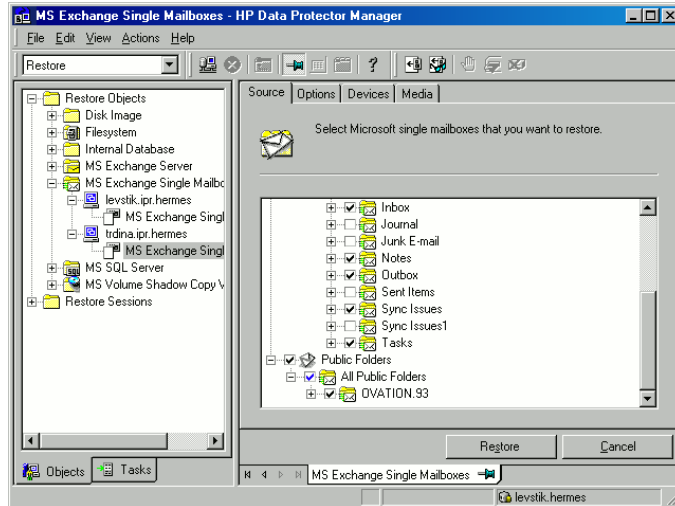 MS Exchange Single Mailboxes - HP Data Protector Manager
File Edit View Actions Help
Restore
Restore Objects
Disk Image
Filesystem
Internal Database
MS Exchange Server
MS Exchange Single Mailbo
levstik.ipr.hermes
MS Exchange Singl
trdina.ipr.hermes
MS Exchange Singl
SQL MS SQL Server
MS Volume Shadow Copy V
Restore Sessions
Objects Tasks
Source Options Devices Media
Select Microsoft single mailboxes that you want to restore.
Inbox
Journal
Junk E-mail
Notes
Outbox
Sent Items
Sync Issues
Sync Issues1
Tasks
Public Folders
All Public Folders
OVATION.93
Restore Cancel
MS Exchange Single Mailboxes
levstik.hermes